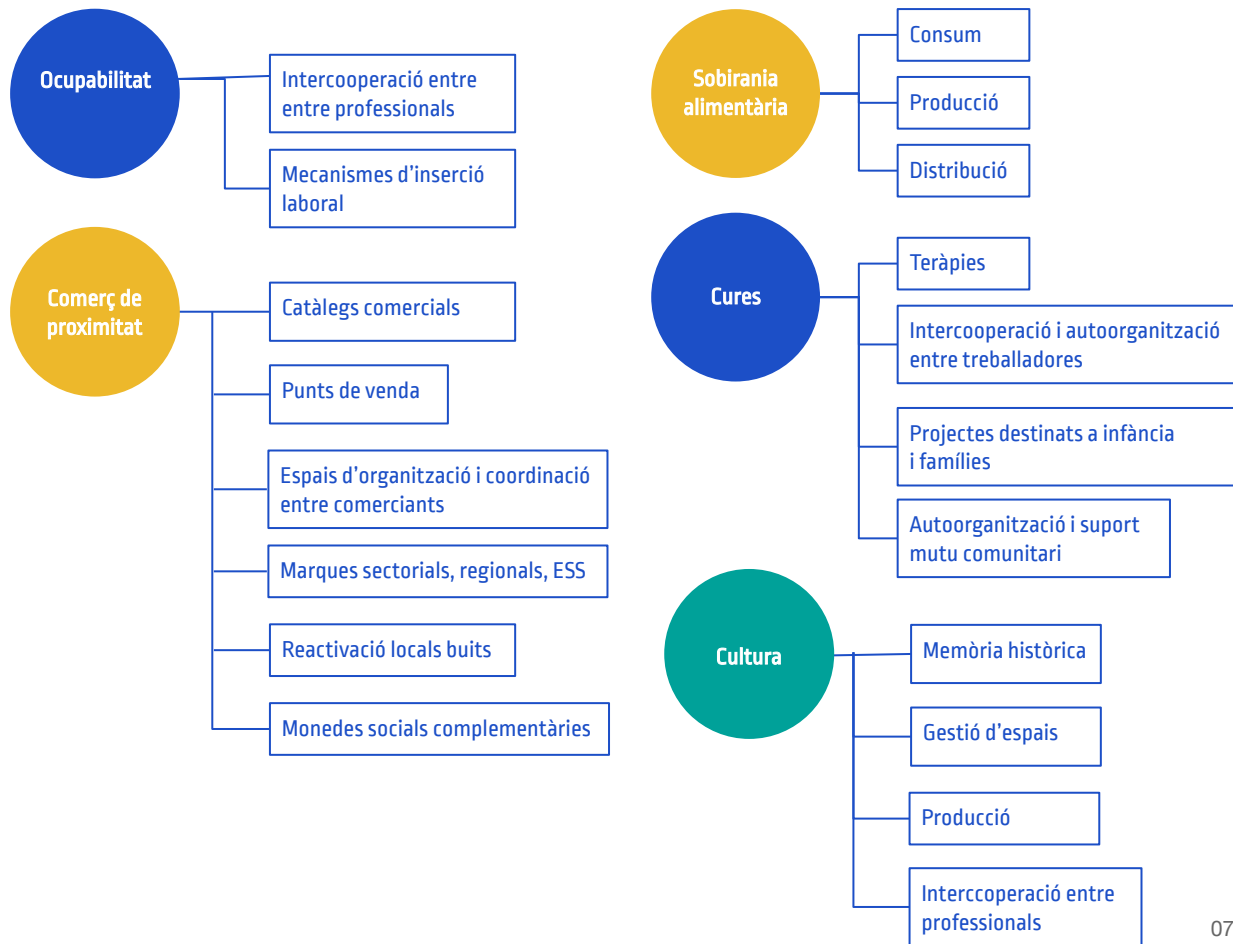 Ocupabilitat
Intercooperació entre
entre professionals
Mecanismes d'inserció
laboral
Comerç de
proximitat
Catàlegs comercials
Punts de venda
Espais d'organització i coordinació
entre comerciants
Marques sectorials, regionals, ESS
Reactivació locals buits
Monedes socials complementàries
Sobirania
alimentària
Consum
Producció
Distribució
Cures
Teràpies
Intercooperació i autoorganització
entre treballadores
Projectes destinats a infància
i famílies
Autoorganització i suport
mutu comunitari
Cultura
Memòria històrica
Gestió d'espais
Producció
Interccoperació entre
professionals
07